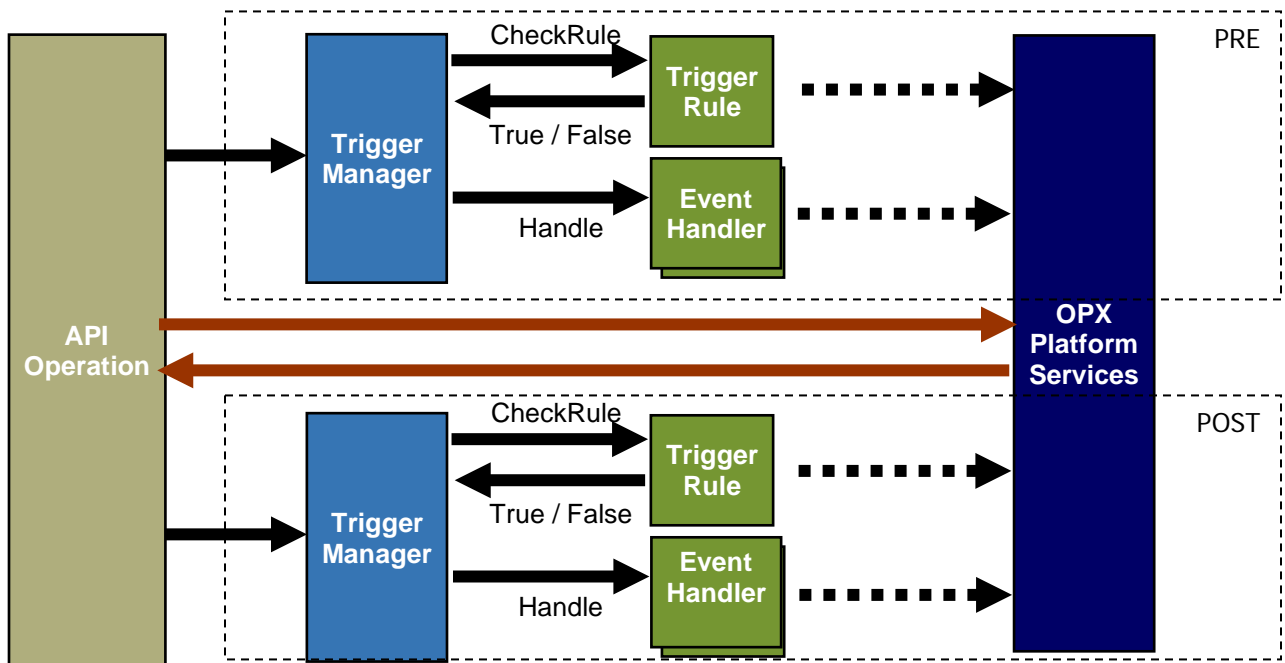 PRE
CheckRule
Trigger
Rule
True / False
Trigger
Manager
Event
Handler
Handle
API
Operation
OPX
Platform
Services
POST
CheckRule
Trigger
Rule
True / False
Trigger
Manager
Event
Handler
Handle